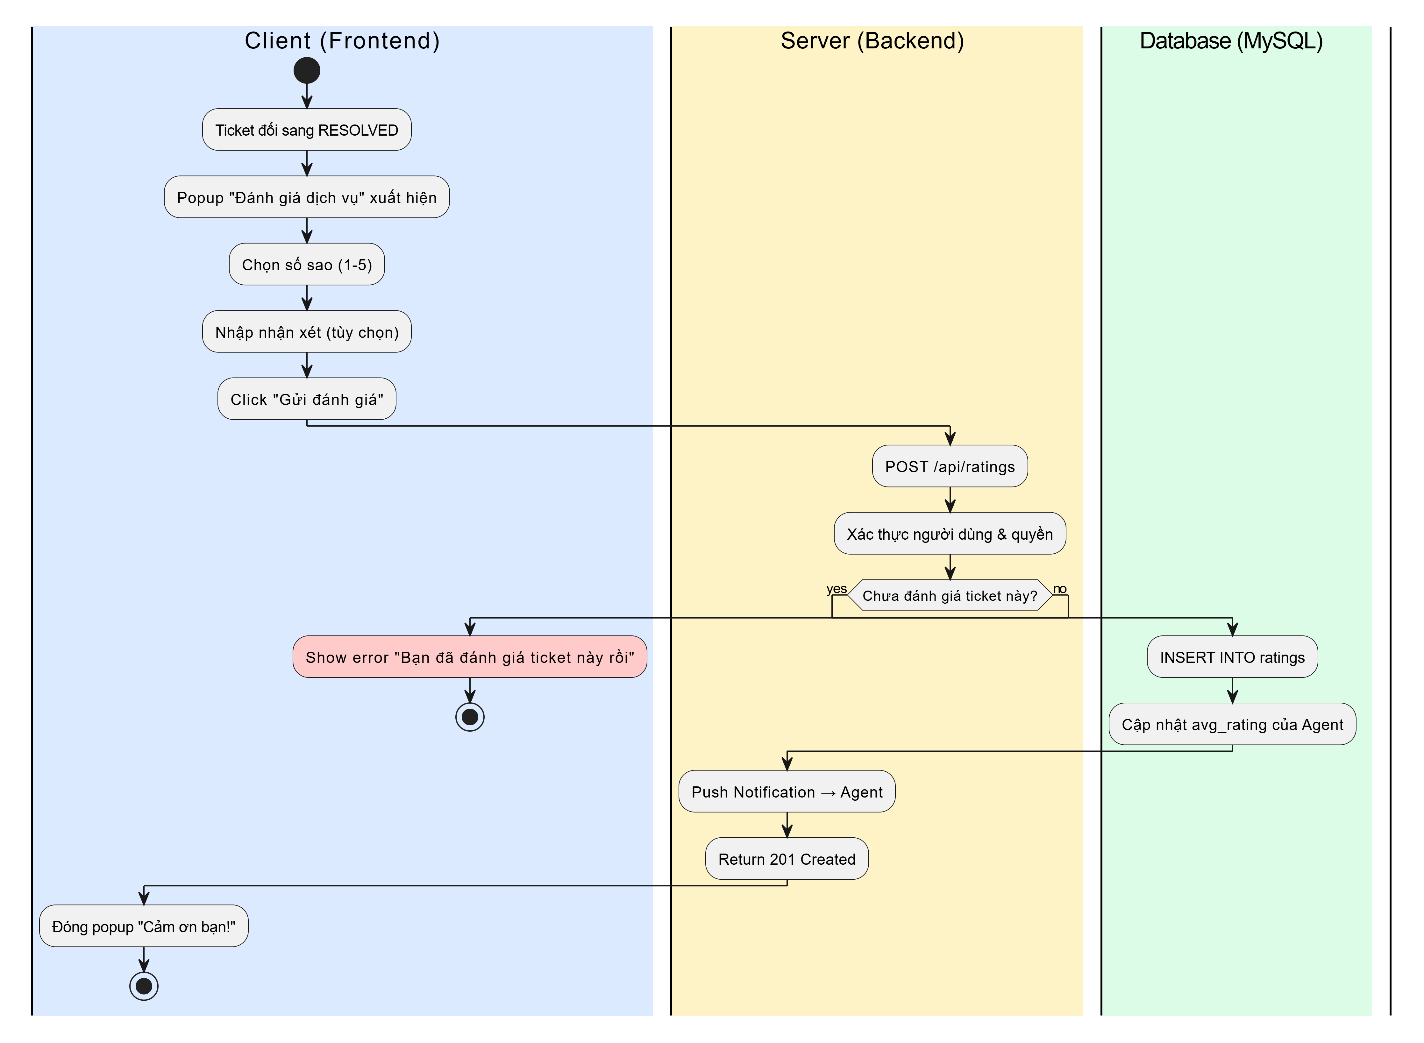 Client (Frontend)
Server (Backend)
Database (MySQL)
Ticket đổi sang RESOLVED
Popup "Đánh giá dịch vụ" xuất hiện
Chọn số sao (1-5)
Nhập nhận xét (tùy chọn)
Click "Gửi đánh giá"
POST /api/ratings
Xác thực người dùng & quyền
yes
Chưa đánh giá ticket này?
no
Show error "Bạn đã đánh giá ticket này rồi"
INSERT INTO ratings
Cập nhật avg_rating của Agent
Push Notification → Agent
Return 201 Created
Đóng popup "Cảm ơn bạn!"